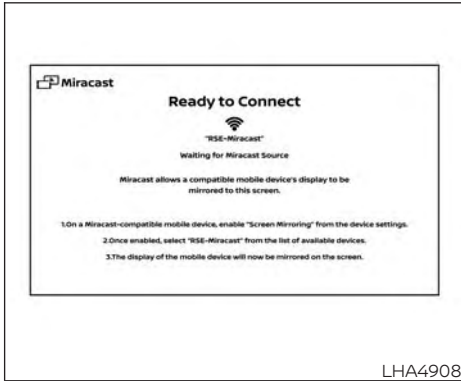 Miracast
Ready to Connect
"RSE-Miracast"
Waiting for Miracast Source
Miracast allows a compatible mobile device's display to be
mirrored to this screen.
1.On a Miracast-compatible mobile device, enable "Screen Mirroring" from the device settings.
2.Once enabled, select "RSE-Miracast" from the list of available devices.
3.The display of the mobile device will now be mirrored on the screen.
LHA4908